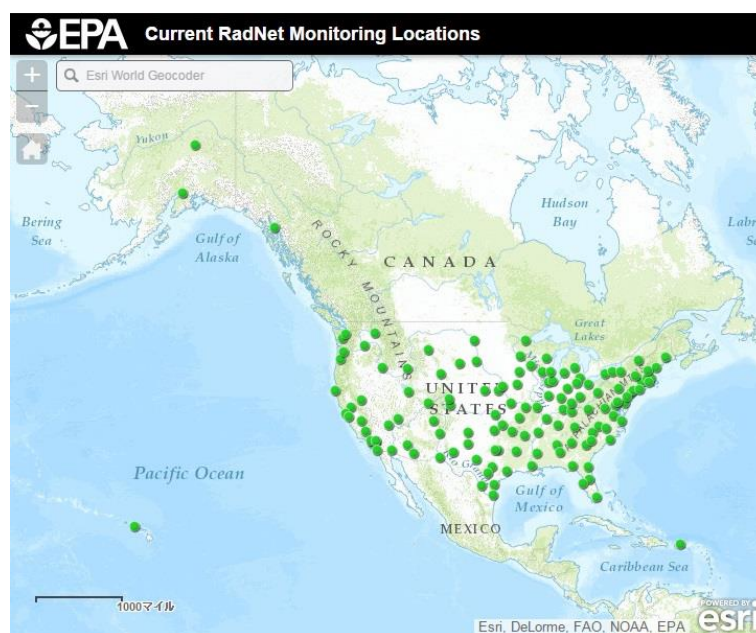 EPA Current RadNet Monitoring Locations
+
Esri World Geocoder
−
Yukon
Bering
Sea
Gulf of
Alaska
Hudson
Bay
ROCKY MOUNTAINS
CANADA
Great
Lakes
UNITED
STATES
Pacific Ocean
Gulf of
Mexico
MEXICO
Caribbean Sea
1000マイル
POWERED BY
esri
Esri, DeLorme, FAO, NOAA, EPA